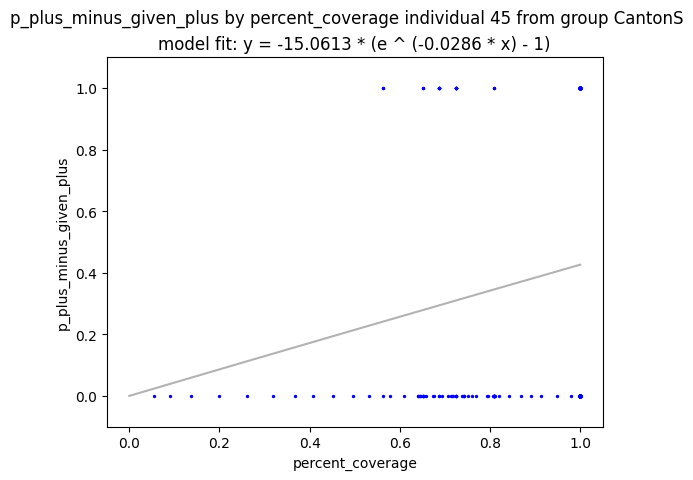 p_plus_minus_given_plus by percent_coverage individual 45 from group CantonS
model fit: y = -15.0613 * (e ^ (-0.0286 * x) - 1)
1.0
0.8
0.6
0.4
0.2
0.0
p_plus_minus_given_plus
0.0 0.2 0.4 0.6 0.8 1.0
percent_coverage